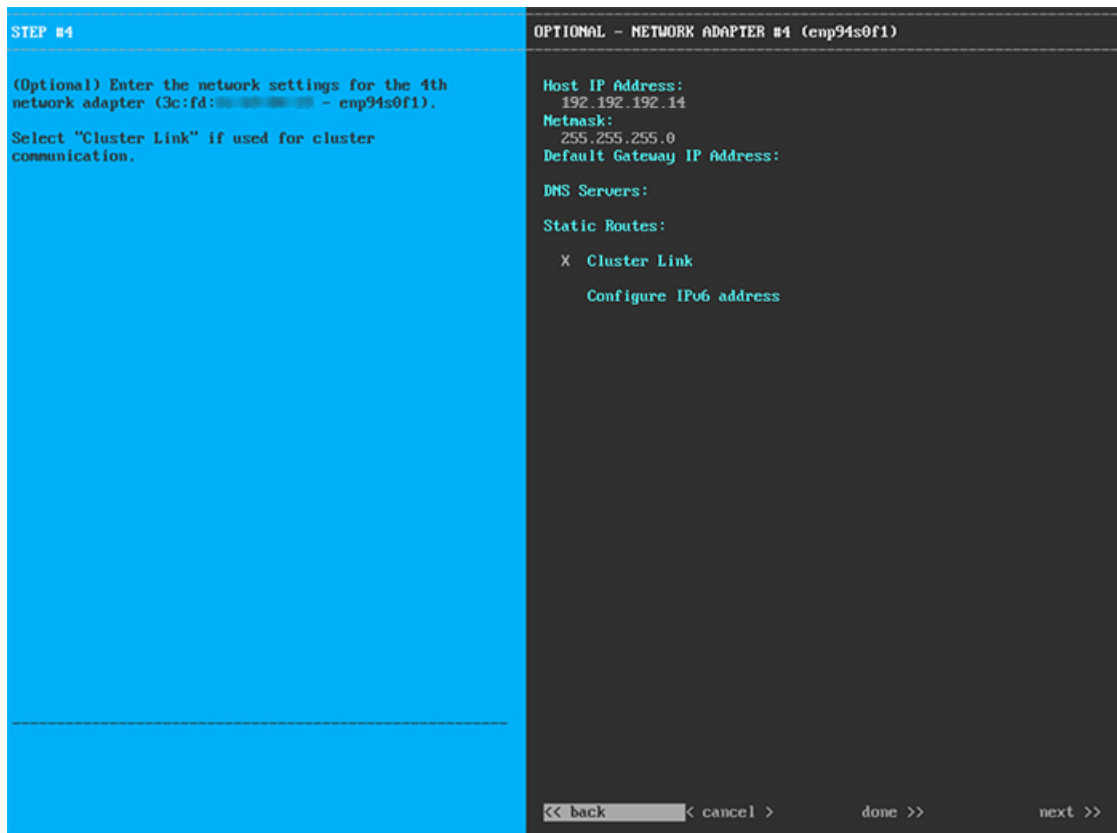 STEP #4
(Optional) Enter the network settings for the 4th
network adapter (3c:fd: - enp94s0f1).
Select "Cluster Link" if used for cluster
communication.
OPTIONAL - NETWORK ADAPTER #4 (enp94s0f1)
Host IP Address:
192.192.192.14
Netmask:
255.255.255.0
Default Gateway IP Address:
DNS Servers:
Static Routes:
X Cluster Link
Configure IPv6 address
<< back < cancel > done >> next >>